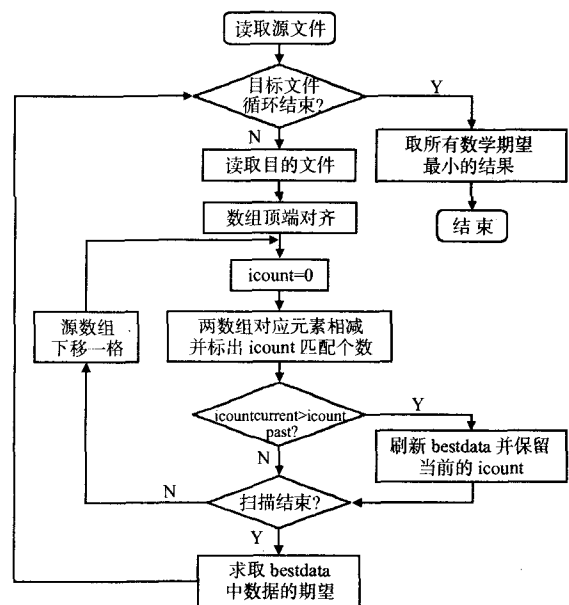 读取源文件
目标文件
循环结束?
Y
N
读取目的文件
取所有数学期望
最小的结果
数组顶端对齐
结 束
icount=0
源数组
下移一格
两数组对应元素相减
并标出 icount 匹配个数
icountcurrent>icount
past?
Y
N
刷新 bestdata 并保留
当前的 icount
扫描结束?
N
Y
求取 bestdata
中数据的期望